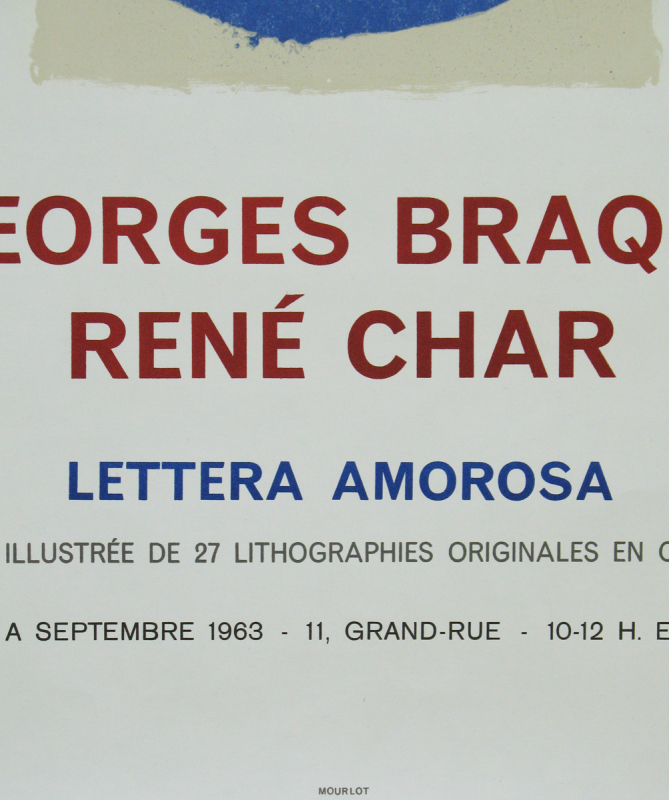 EORGES BRAQ
RENÉ CHAR
LETTERA AMOROSA
ILLUSTRÉE DE 27 LITHOGRAPHIES ORIGINALES EN C
A SEPTEMBRE 1963 - 11, GRAND-RUE - 10-12 H. E
MOURLOT